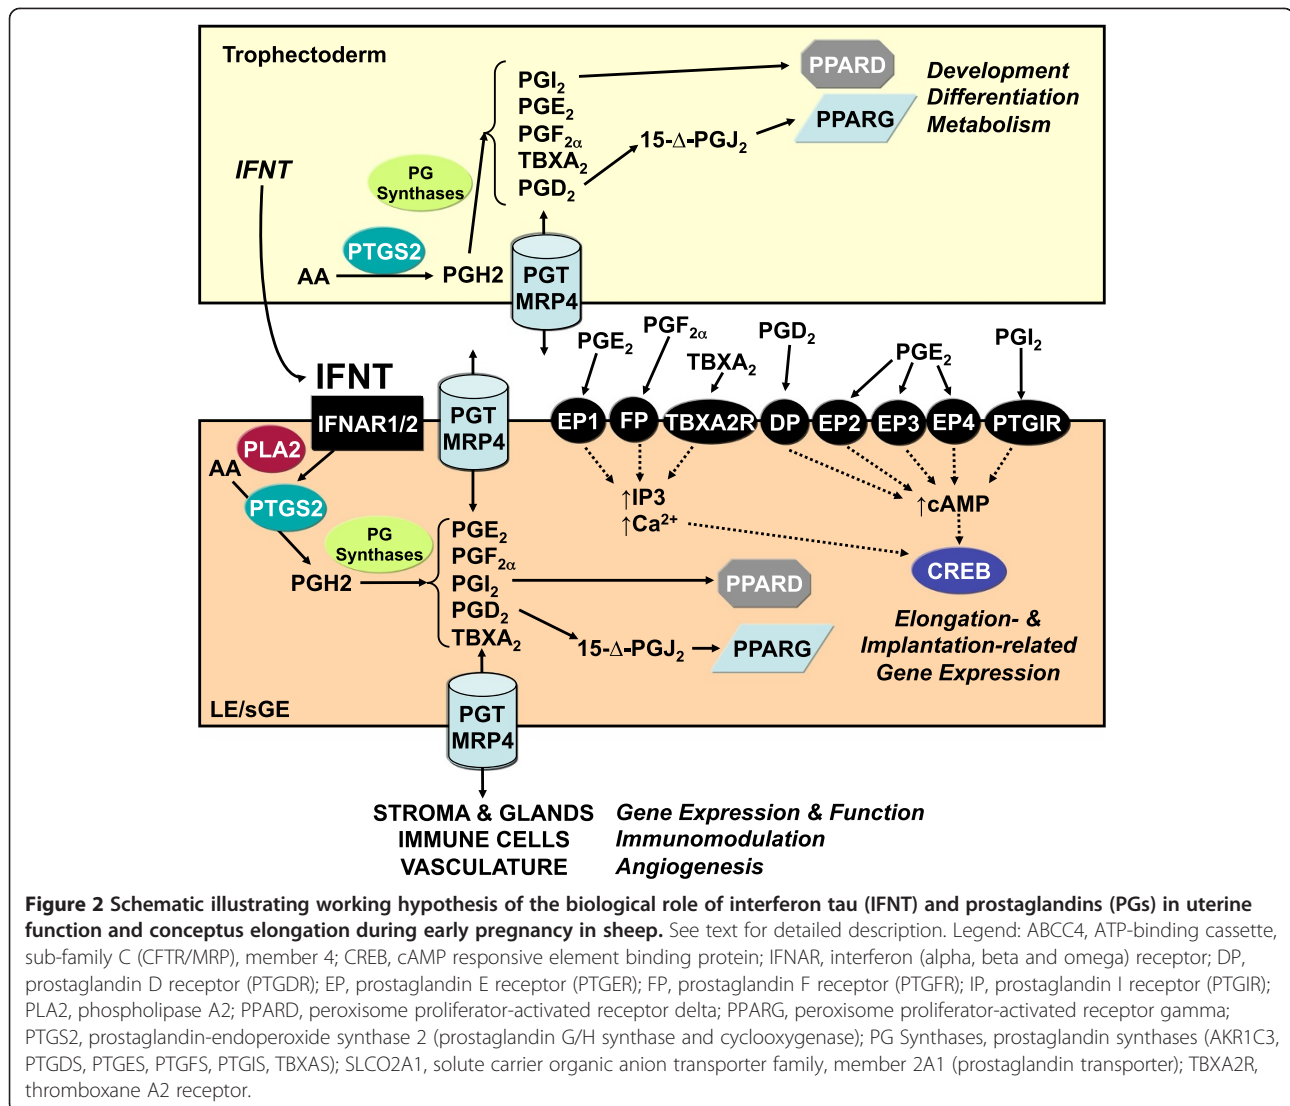 Trophectoderm
PGI2
PGE2
PGF2α
TBXA2
PGD2
15-Δ-PGJ2
PPARD
PPARG
Development
Differentiation
Metabolism
IFNT
PG
Synthases
PTGS2
AA
PGH2
PGT
MRP4
IFNT
IFNAR1/2
PGT
MRP4
PGE2
PGF2α
TBXA2
PGD2
PGE2
PGI2
EP1
FP
TBXA2R
DP
EP2
EP3
EP4
PTGIR
PLA2
AA
PTGS2
PG
Synthases
PGH2
PGE2
PGF2α
PGI2
PGD2
TBXA2
↑IP3
↑Ca2+
↑cAMP
CREB
PPARD
15-Δ-PGJ2
PPARG
Elongation- &
Implantation-related
Gene Expression
LE/sGE
PGT
MRP4
STROMA & GLANDS Gene Expression & Function
IMMUNE CELLS Immunomodulation
VASCULATURE Angiogenesis
Figure 2 Schematic illustrating working hypothesis of the biological role of interferon tau (IFNT) and prostaglandins (PGs) in uterine
function and conceptus elongation during early pregnancy in sheep. See text for detailed description. Legend: ABCC4, ATP-binding cassette,
sub-family C (CFTR/MRP), member 4; CREB, cAMP responsive element binding protein; IFNAR, interferon (alpha, beta and omega) receptor; DP,
prostaglandin D receptor (PTGDR); EP, prostaglandin E receptor (PTGER); FP, prostaglandin F receptor (PTGFR); IP, prostaglandin I receptor (PTGIR);
PLA2, phospholipase A2; PPARD, peroxisome proliferator-activated receptor delta; PPARG, peroxisome proliferator-activated receptor gamma;
PTGS2, prostaglandin-endoperoxide synthase 2 (prostaglandin G/H synthase and cyclooxygenase); PG Synthases, prostaglandin synthases (AKR1C3,
PTGDS, PTGES, PTGFS, PTGIS, TBXAS); SLCO2A1, solute carrier organic anion transporter family, member 2A1 (prostaglandin transporter); TBXA2R,
thromboxane A2 receptor.